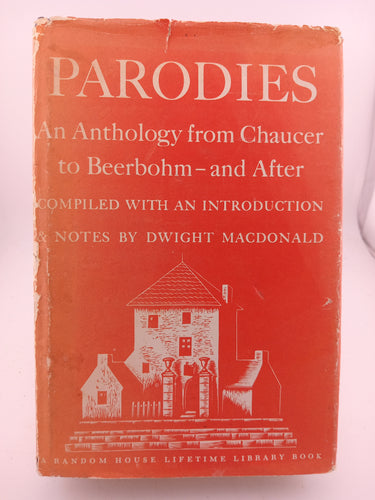 PARODIES
An Anthology from Chaucer
to Beerbohm – and After
COMPILED WITH AN INTRODUCTION
& NOTES BY DWIGHT MACDONALD
A RANDOM HOUSE LIFETIME LIBRARY BOOK